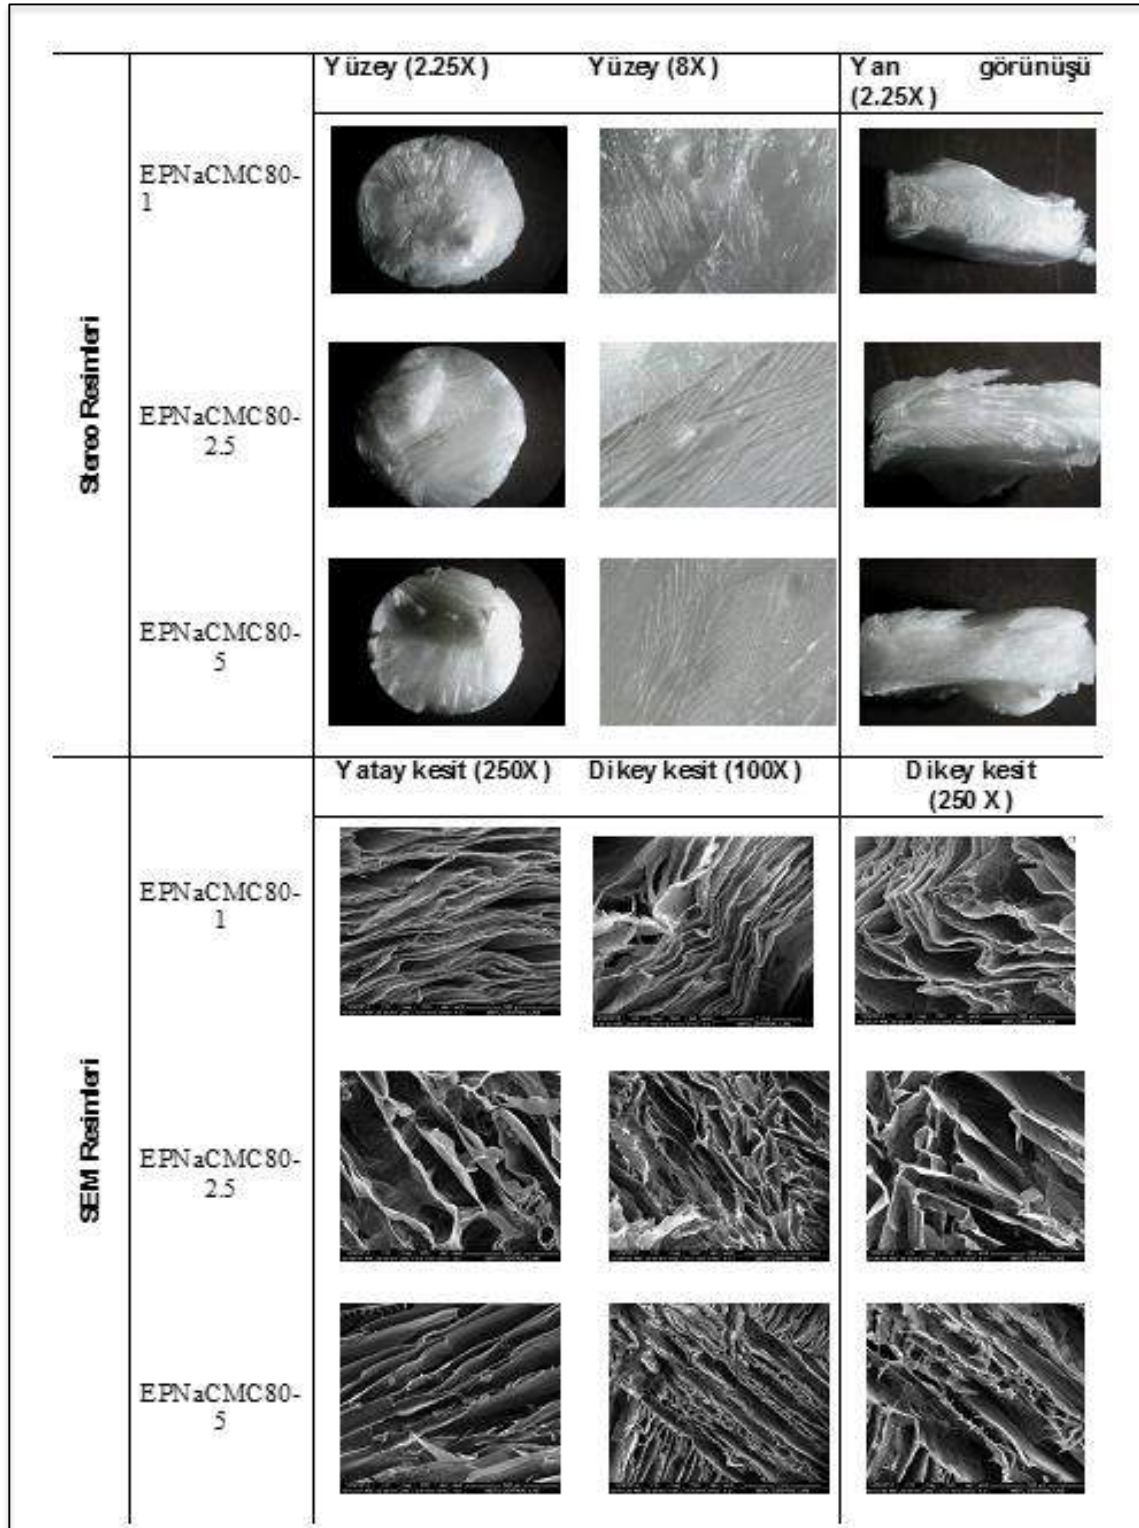 Yüzey (2.25X)
Yüzey (8X)
Yan görünüşü
(2.25X)
Stereo Resimleri
EPNaCMC80-
1
EPNaCMC80-
2.5
EPNaCMC80-
5
Yatay kesit (250X)
Dikey kesit (100X)
Dikey kesit
(250 X)
SEM Resimleri
EPNaCMC80-
1
EPNaCMC80-
2.5
EPNaCMC80-
5